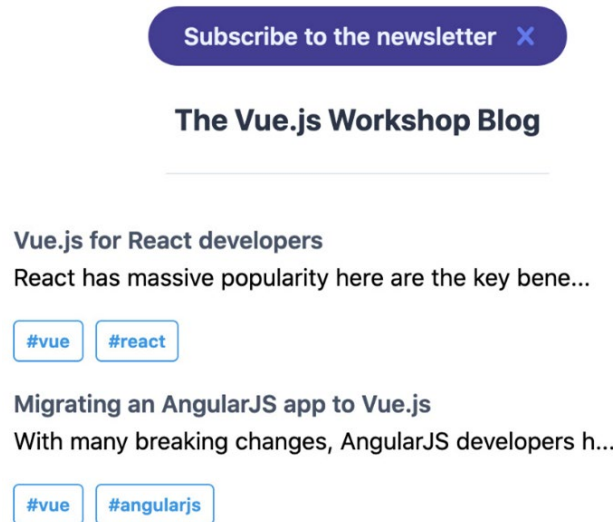 Subscribe to the newsletter X
The Vue.js Workshop Blog
Vue.js for React developers
React has massive popularity here are the key bene...
#vue #react
Migrating an AngularJS app to Vue.js
With many breaking changes, AngularJS developers h...
#vue #angularjs